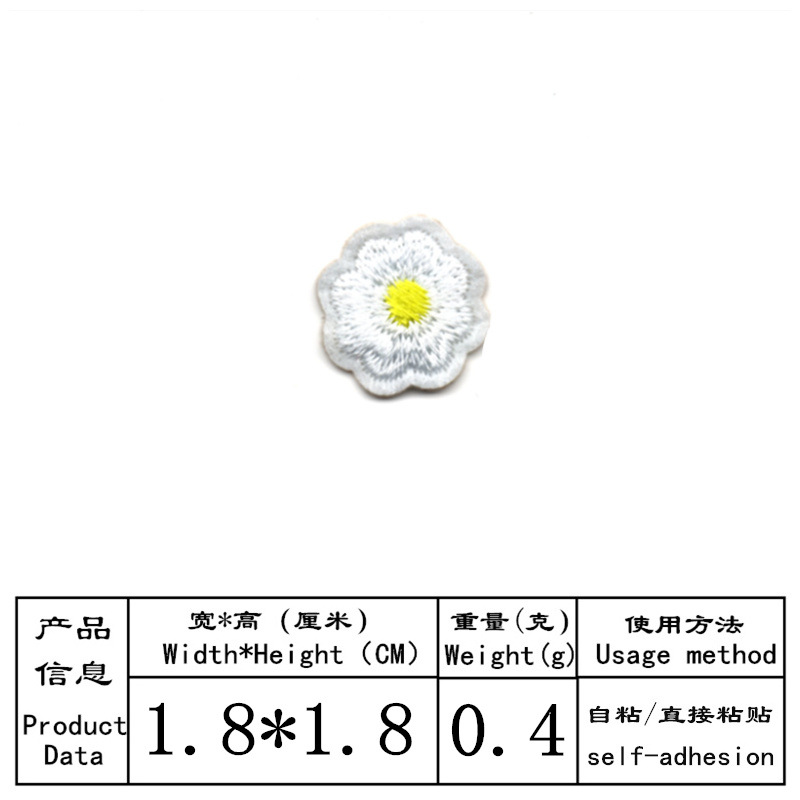 产品
信息
Product
Data
宽*高 (厘米)
Width*Height (CM)
重量(克)
Weight(g)
使用方法
Usage method
1.8*1.8
0.4
自粘/直接粘贴
self-adhesion